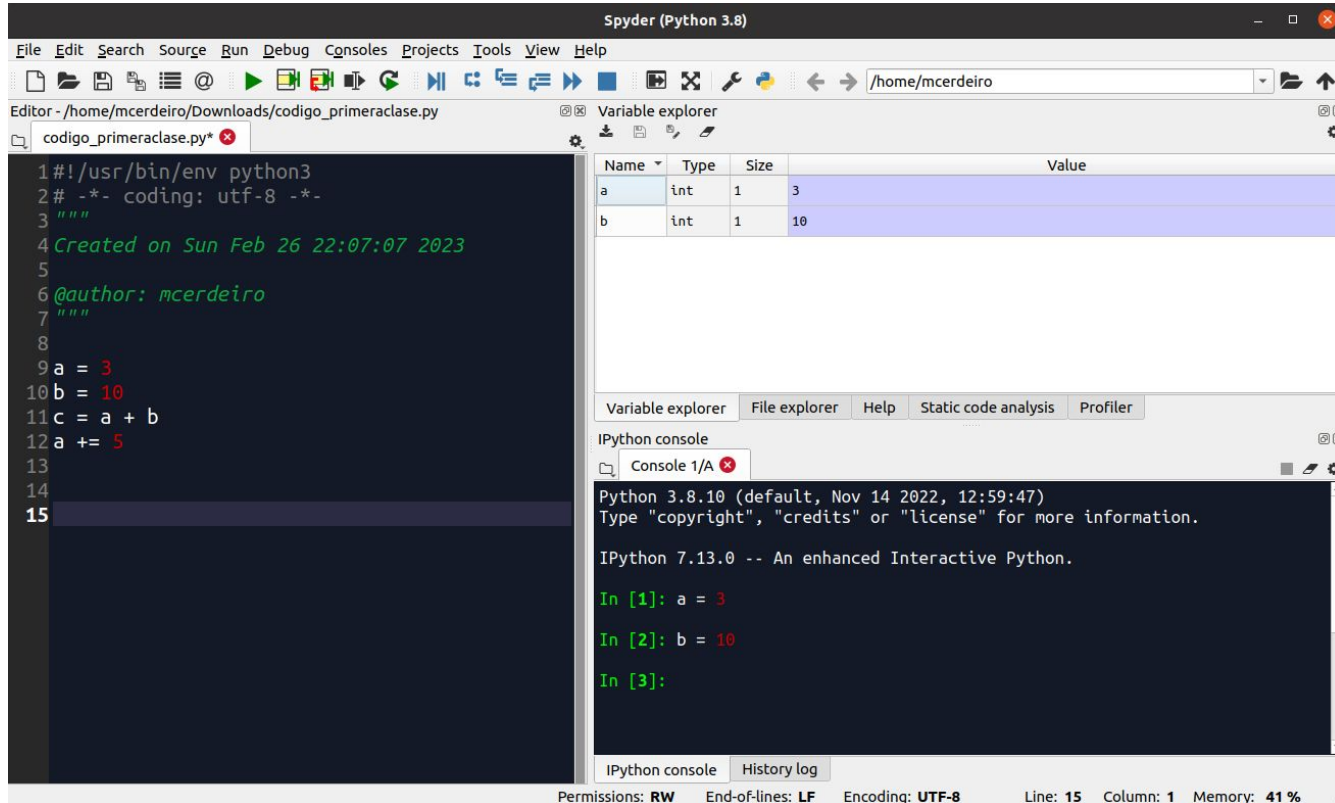 Spyder (Python 3.8)
File Edit Search Source Run Debug Consoles Projects Tools View Help
/home/mcerdeiro
Editor - /home/mcerdeiro/Downloads/codigo_primeraclase.py
codigo_primeraclase.py*
1 #!/usr/bin/env python3
2 # -*- coding: utf-8 -*-
3 """
4 Created on Sun Feb 26 22:07:07 2023
5
6 @author: mcerdeiro
7 """
8
9 a = 3
10 b = 10
11 c = a + b
12 a += 5
13
14
15
Variable explorer
Name Type Size Value
a int 1 3
b int 1 10
Variable explorer File explorer Help Static code analysis Profiler
IPython console
Console 1/A
Python 3.8.10 (default, Nov 14 2022, 12:59:47)
Type "copyright", "credits" or "license" for more information.
IPython 7.13.0 -- An enhanced Interactive Python.
In [1]: a = 3
In [2]: b = 10
In [3]:
IPython console History log
Permissions: RW End-of-lines: LF Encoding: UTF-8 Line: 15 Column: 1 Memory: 41 %